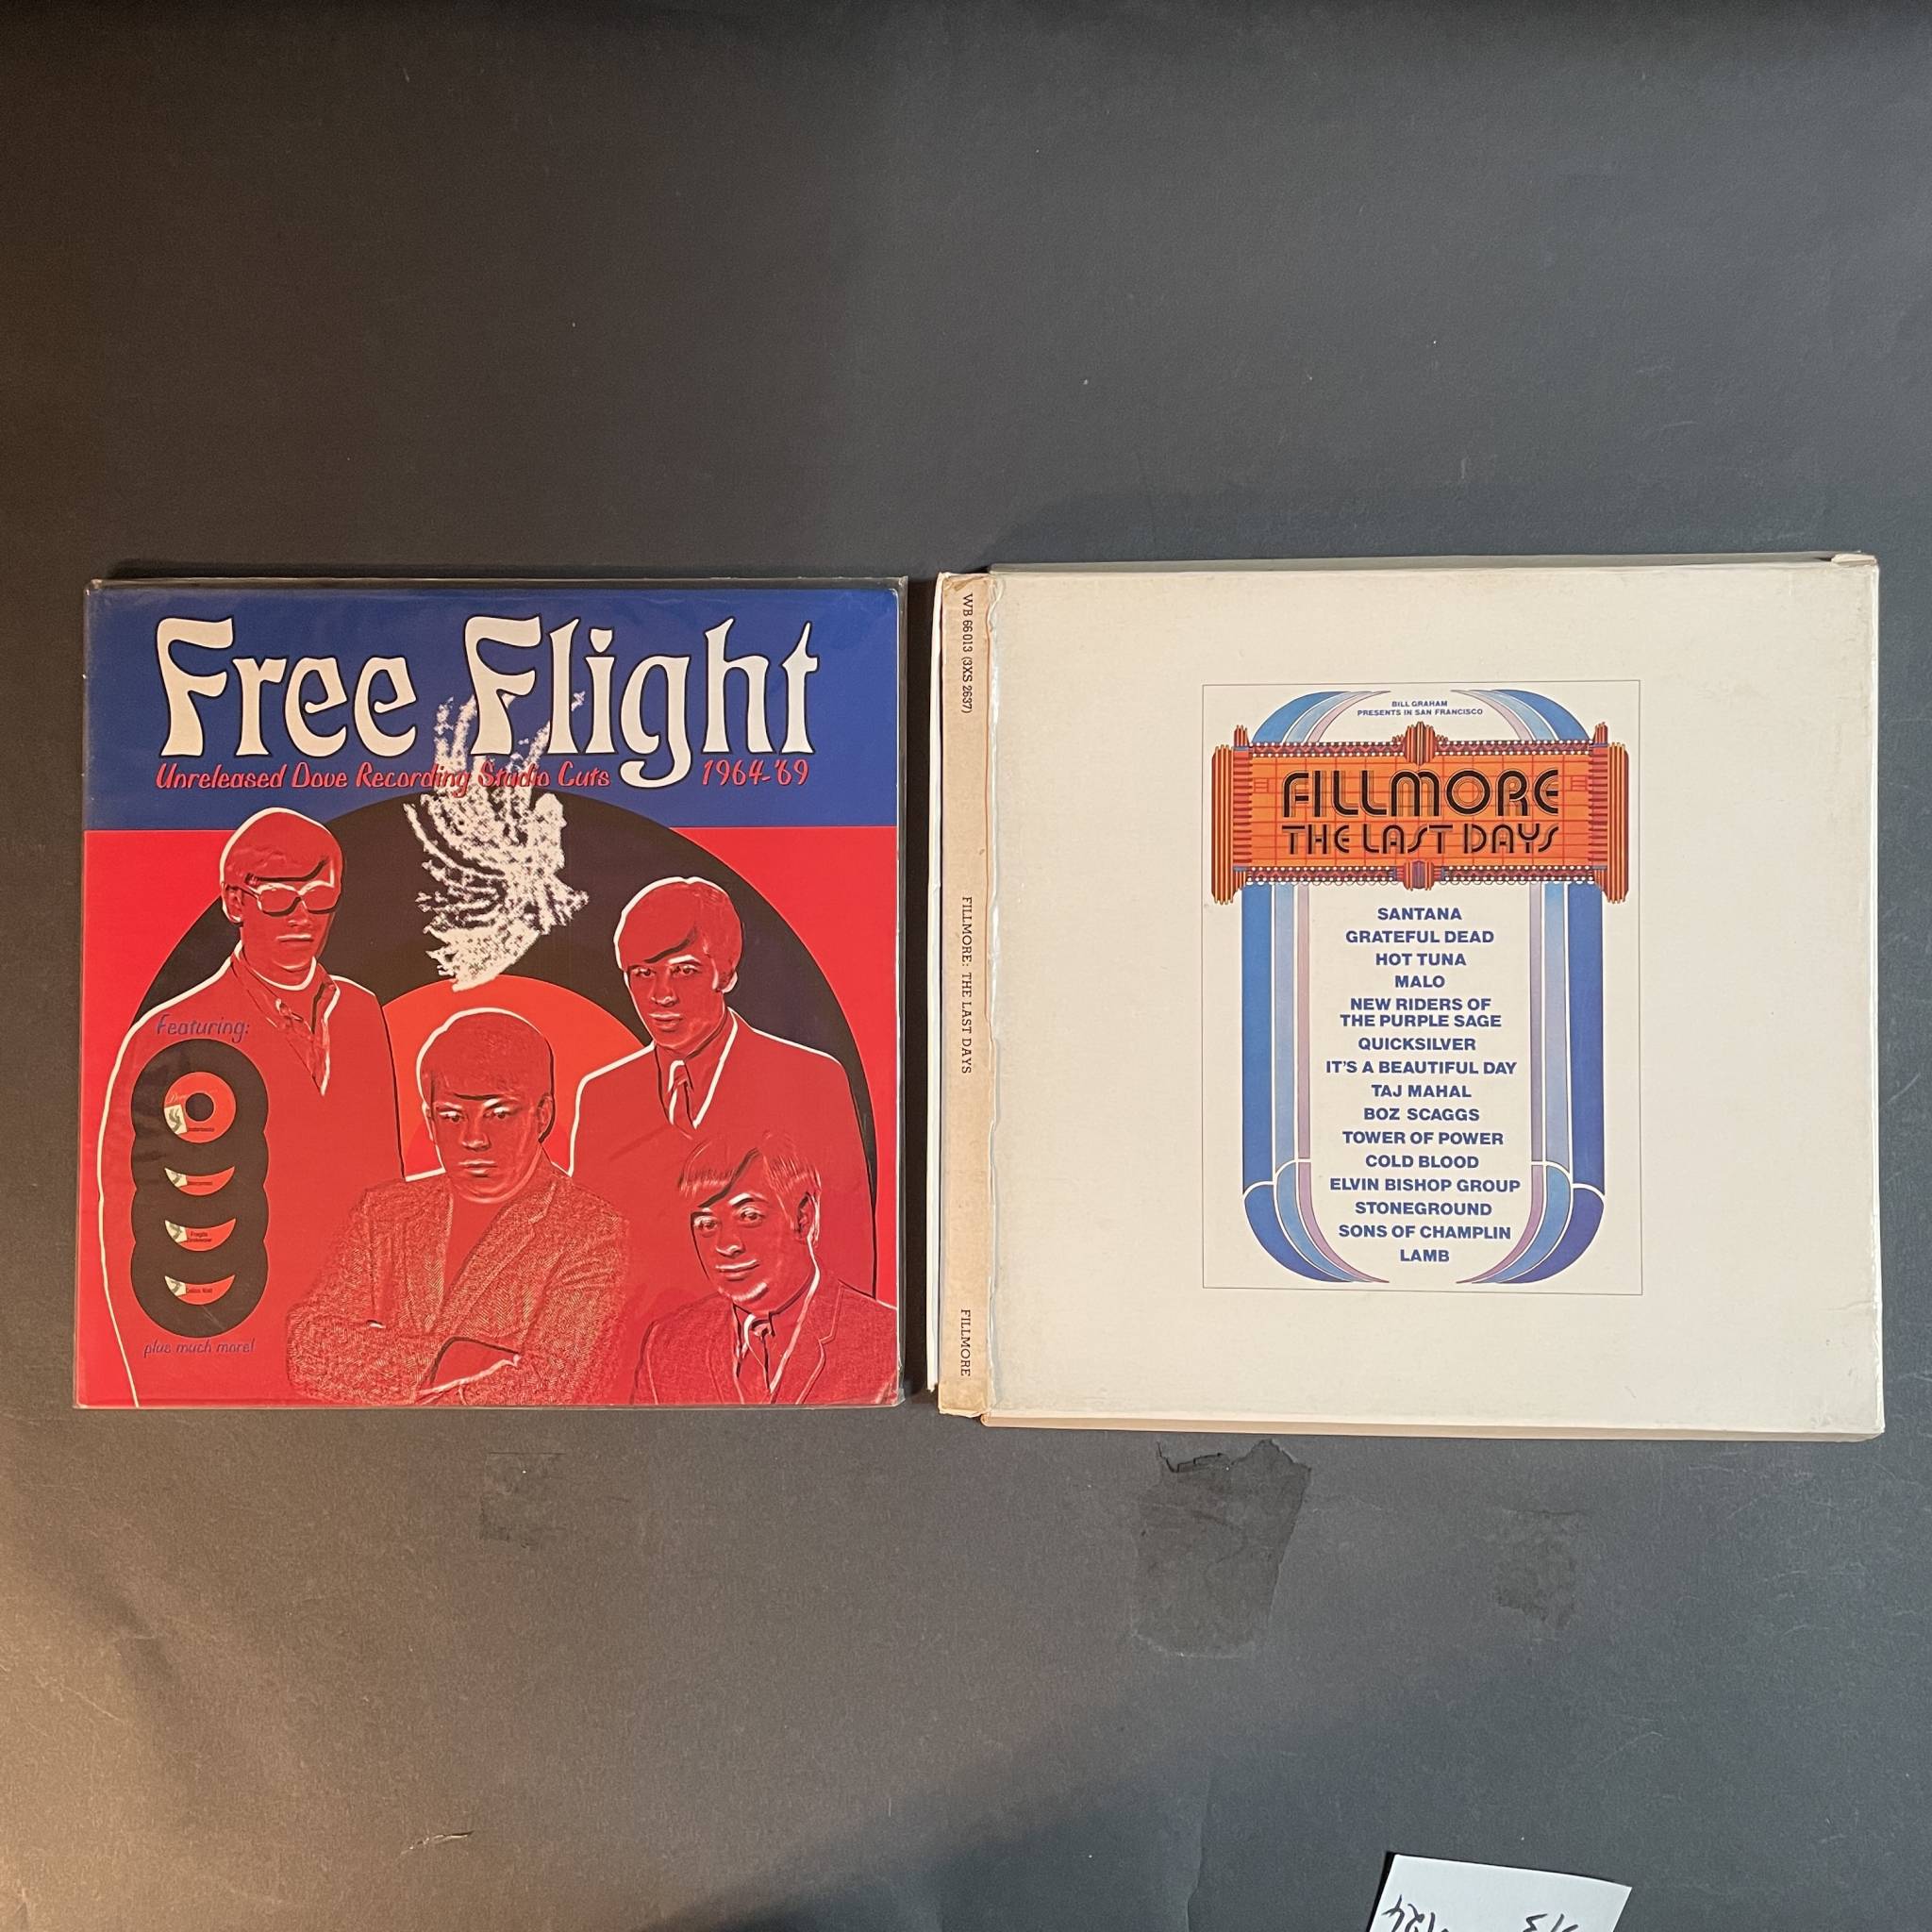 Free Flight
Unreleased Dove Recording Studio Cuts 1964-'69
Featuring:
plus much more!
WB 66 013 (3XS 2637)
FILLMORE: THE LAST DAYS
FILLMORE
BILL GRAHAM
PRESENTS IN SAN FRANCISCO
FILLMORE
THE LAST DAYS
SANTANA
GRATEFUL DEAD
HOT TUNA
MALO
NEW RIDERS OF
THE PURPLE SAGE
QUICKSILVER
IT'S A BEAUTIFUL DAY
TAJ MAHAL
BOZ SCAGGS
TOWER OF POWER
COLD BLOOD
ELVIN BISHOP GROUP
STONEGROUND
SONS OF CHAMPLIN
LAMB